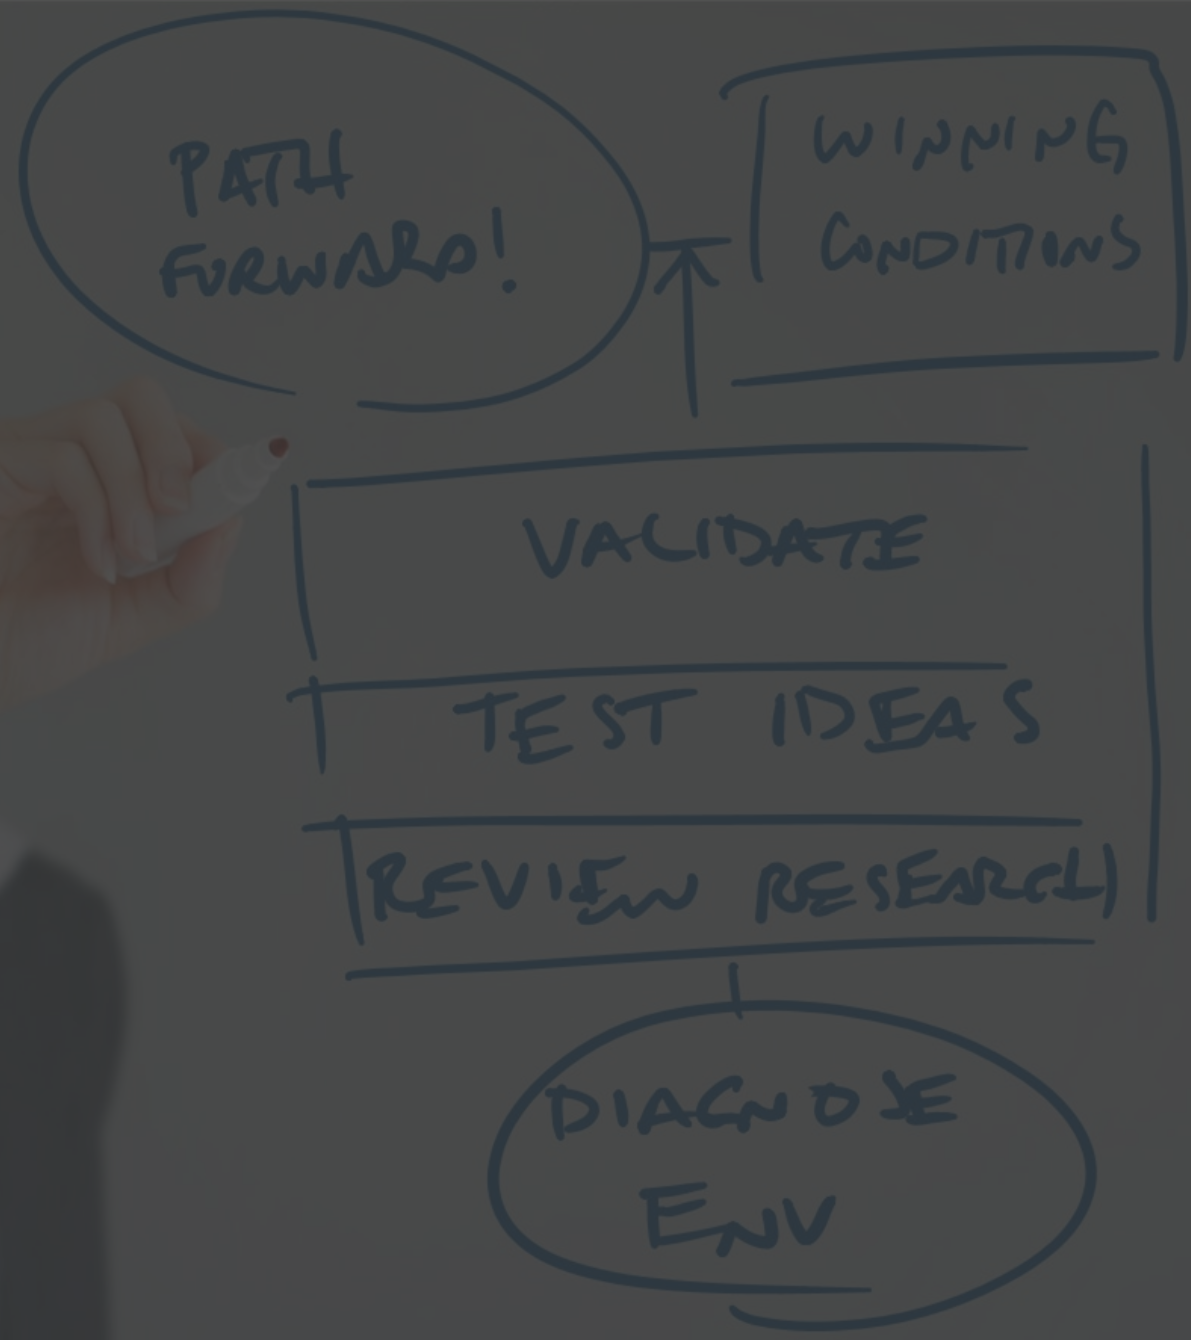 PATH
FORWARD!
WINNING
CONDITIONS
VALIDATE
TEST IDEAS
REVIEW RESEARCH
DIAGNOSE
ENV